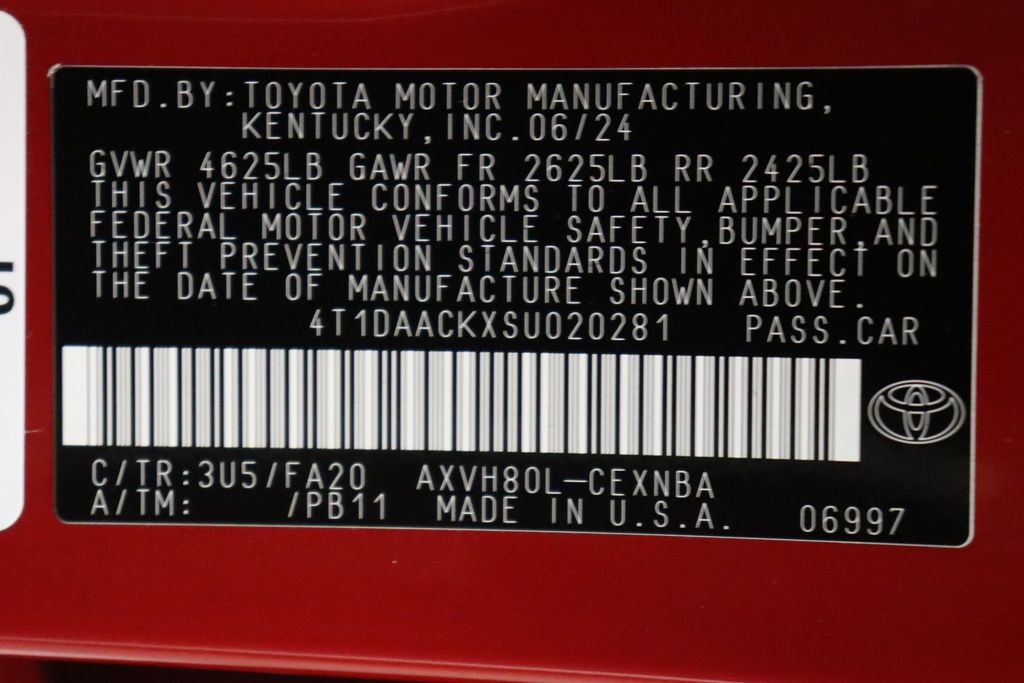 MFD.BY:TOYOTA MOTOR MANUFACTURING,
KENTUCKY,INC.06/24
GVWR 4625LB GAWR FR 2625LB RR 2425LB
THIS VEHICLE CONFORMS TO ALL APPLICABLE
FEDERAL MOTOR VEHICLE SAFETY,BUMPER,AND
THEFT PREVENTION STANDARDS IN EFFECT ON
THE DATE OF MANUFACTURE SHOWN ABOVE.
4T1DAACKXSU020281 PASS.CAR
C/TR:3U5/FA20 AXVH80L-CEXNBA
A/TM: /PB11 MADE IN U.S.A. 06997